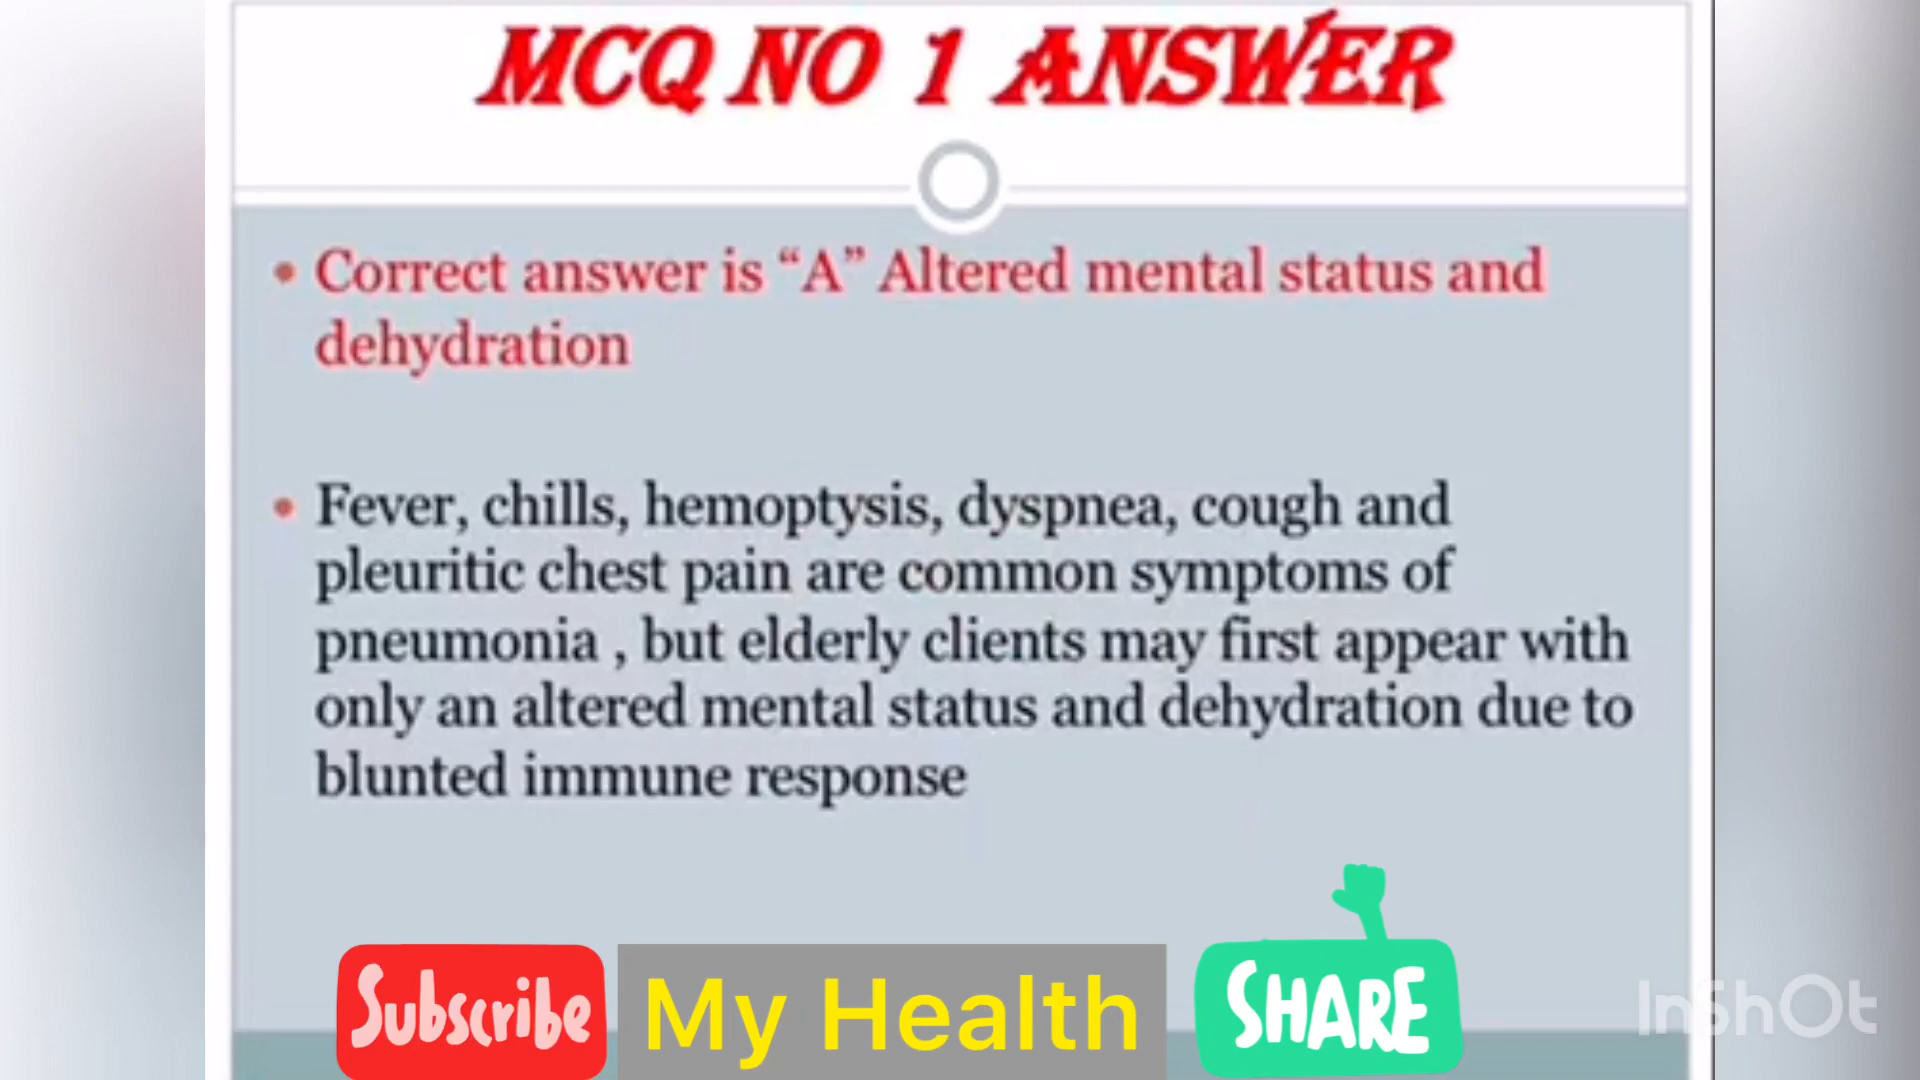 MCQ NO 1 ANSWER
• Correct answer is “A” Altered mental status and
dehydration
• Fever, chills, hemoptysis, dyspnea, cough and
pleuritic chest pain are common symptoms of
pneumonia , but elderly clients may first appear with
only an altered mental status and dehydration due to
blunted immune response
Subscribe
My Health
SHARE
InShOt